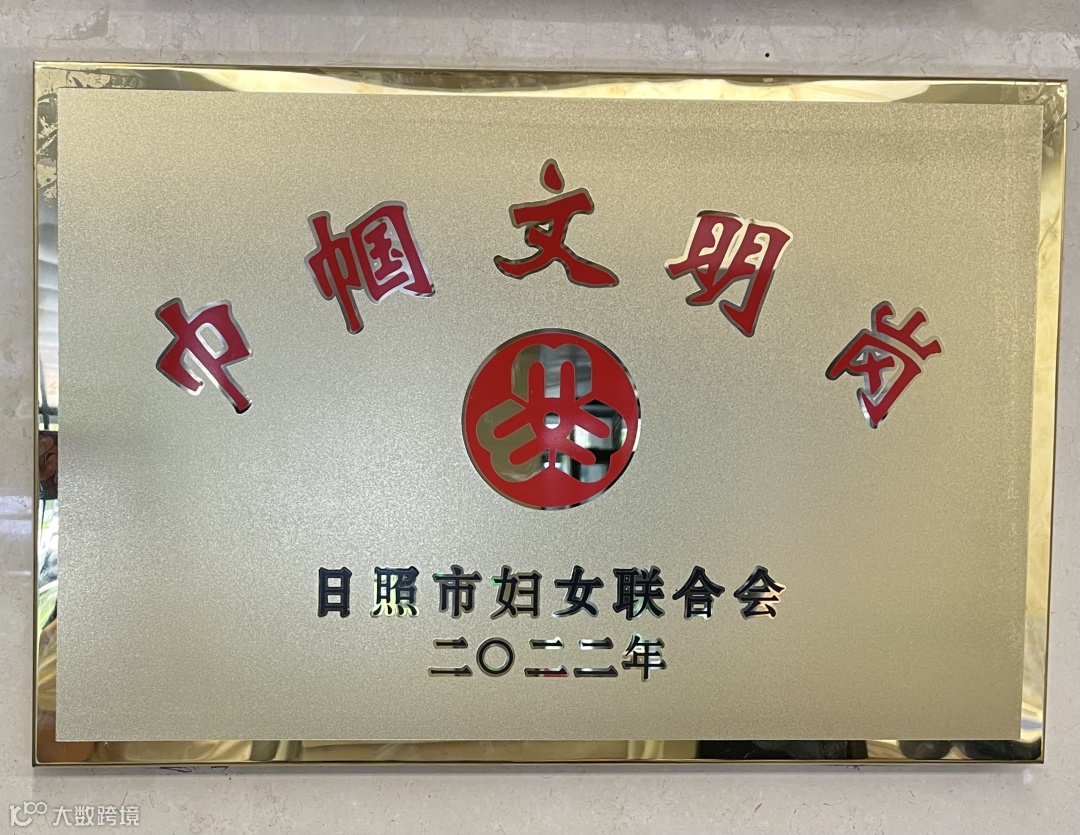 巾帼文明岗
日照市妇女联合会
二〇二二年
大数跨境